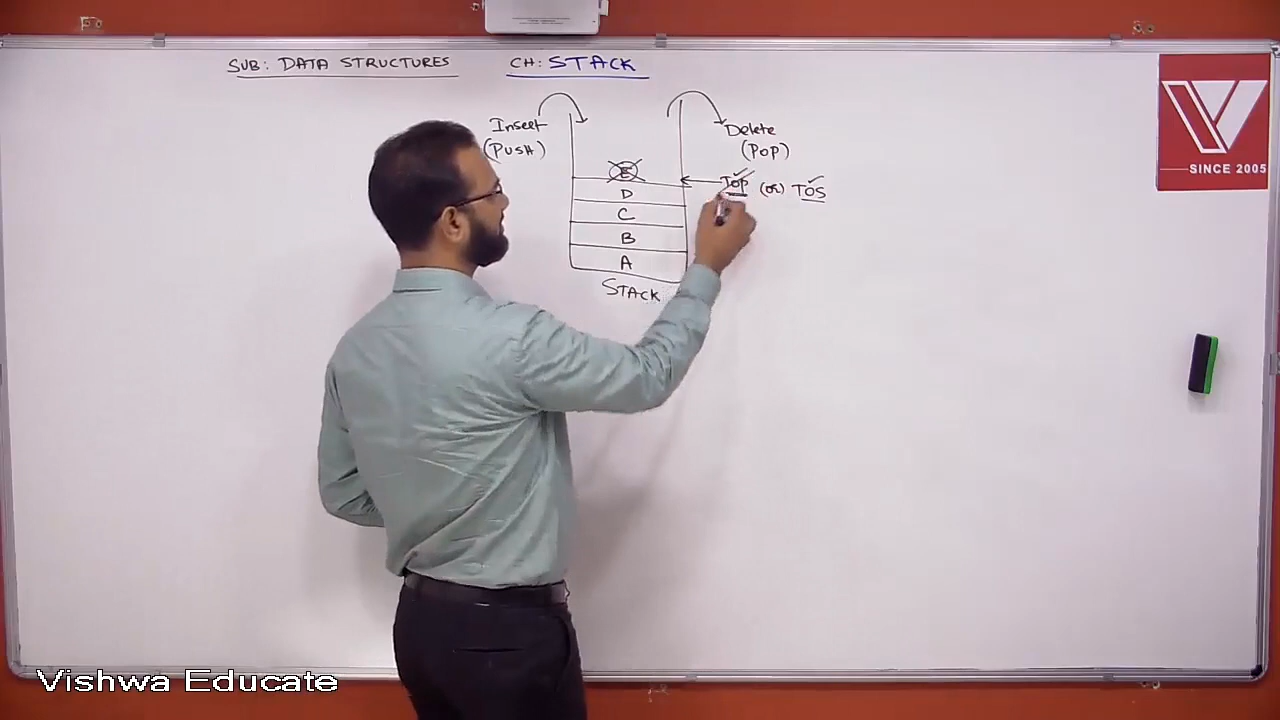 SUB: DATA STRUCTURES CH: STACK
Insert
(PUSH)
Delete
(POP)
E
TOP (or) TOS
D
C
B
A
STACK
SINCE 2005
Vishwa Educate